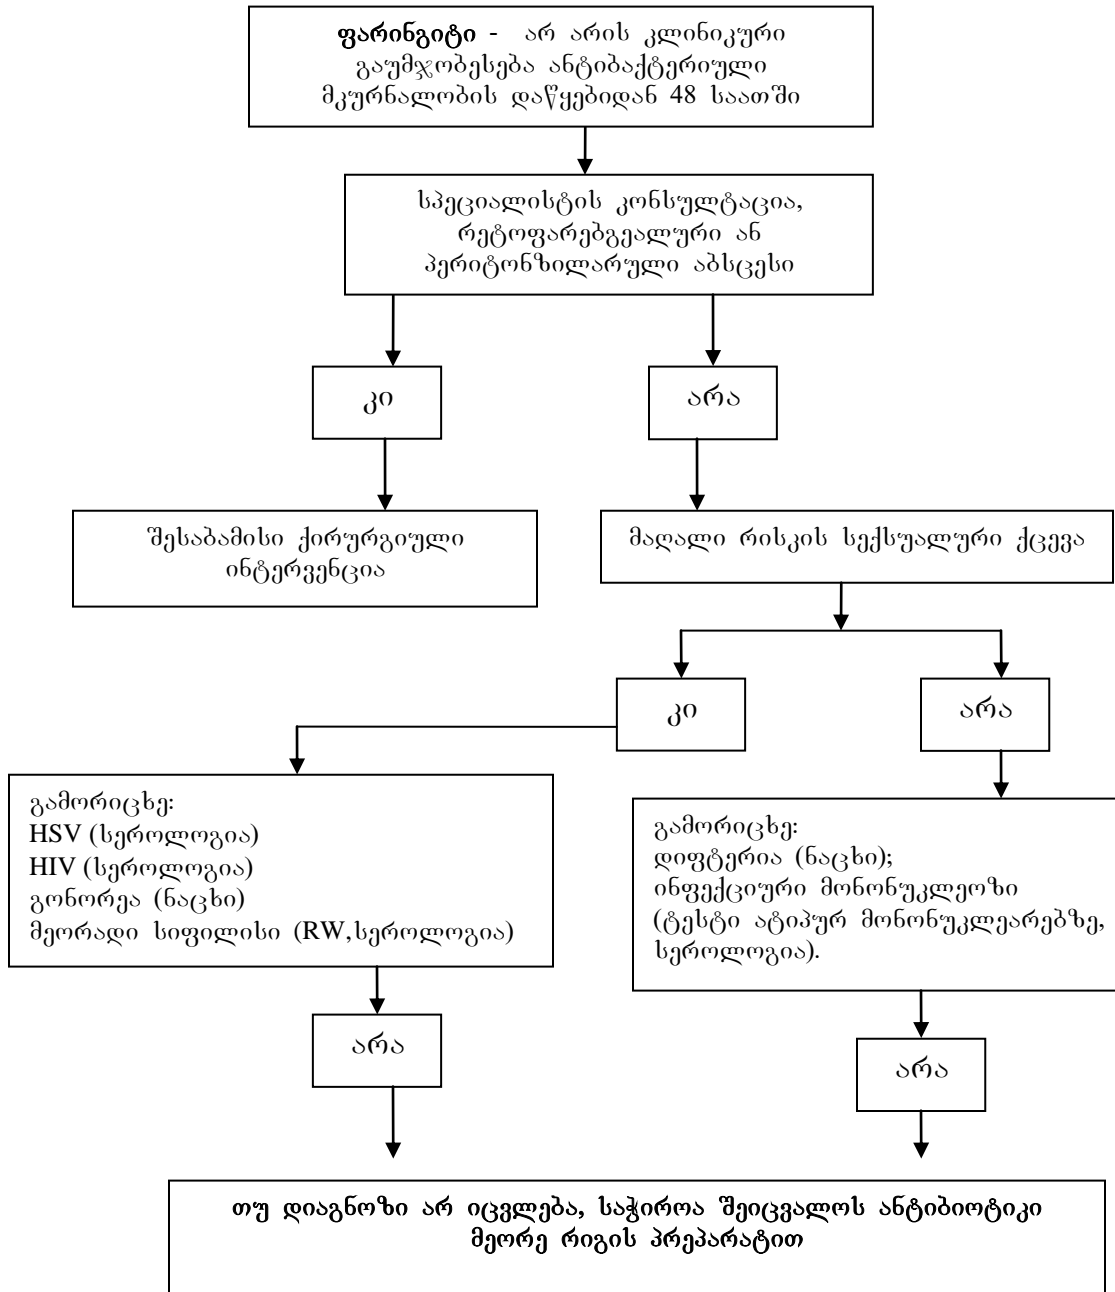 ფარინგიტი - არ არის კლინიკური
გაუმჯობესება ანტიბაქტერიული
მკურნალობის დაწყებიდან 48 საათში
სპეციალისტის კონსულტაცია,
რეტოფარებგეალური ან
პერიტონზილარული აბსცესი
კი
არა
შესაბამისი ქირურგიული
ინტერვენცია
მაღალი რისკის სექსუალური ქცევა
კი
არა
გამორიცხე:
HSV (სეროლოგია)
HIV (სეროლოგია)
გონორეა (ნაცხი)
მეორადი სიფილისი (RW,სეროლოგია)
გამორიცხე:
დიფტერია (ნაცხი);
ინფექციური მონონუკლეოზი
(ტესტი ატიპურ მონონუკლეარებზე,
სეროლოგია).
არა
არა
თუ დიაგნოზი არ იცვლება, საჭიროა შეიცვალოს ანტიბიოტიკი
მეორე რიგის პრეპარატით